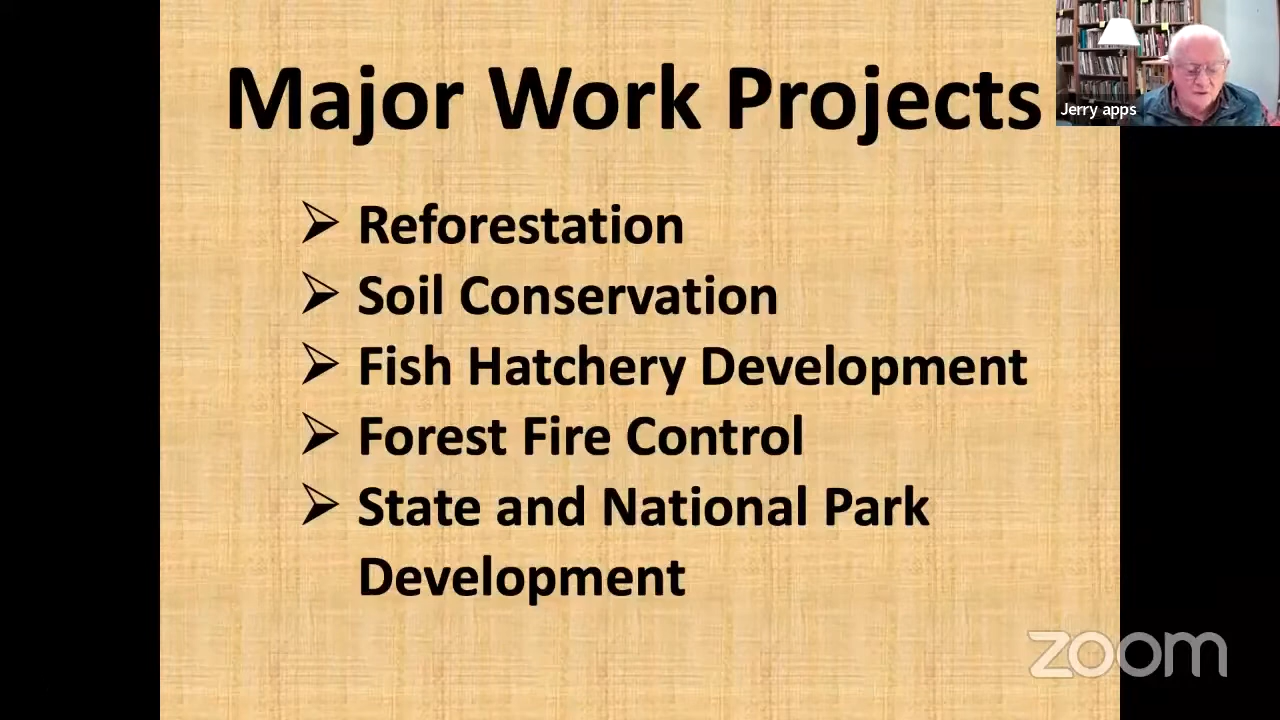 Major Work Projects
Jerry apps
Reforestation
Soil Conservation
Fish Hatchery Development
Forest Fire Control
State and National Park
Development
zoom